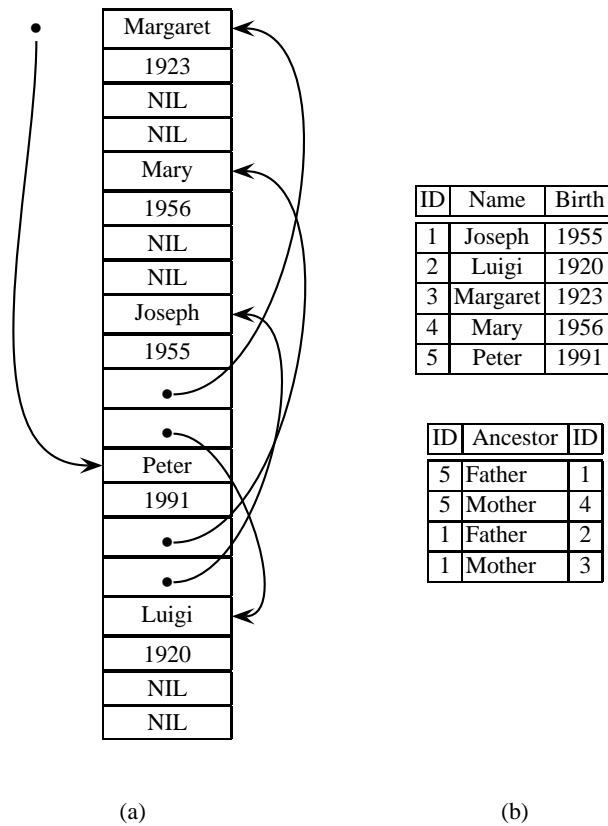 Margaret
1923
NIL
NIL
Mary
1956
NIL
NIL
Joseph
1955
Peter
1991
Luigi
1920
NIL
NIL
(a)
ID Name Birth
1 Joseph 1955
2 Luigi 1920
3 Margaret 1923
4 Mary 1956
5 Peter 1991
ID Ancestor ID
5 Father 1
5 Mother 4
1 Father 2
1 Mother 3
(b)